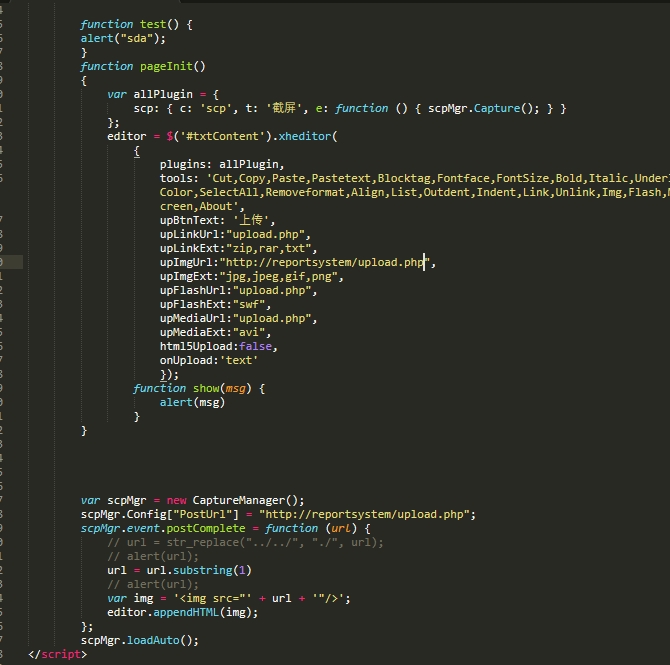 function test() {
alert("sda");
}
function pageInit()
{
var allPlugin = {
scp: { c: 'scp', t: '截屏', e: function () { scpMgr.Capture(); } }
};
editor = $('#txtContent').xheditor(
{
plugins: allPlugin,
tools: 'Cut,Copy,Paste,Pastetext,Blocktag,Fontface,FontSize,Bold,Italic,
Color,SelectAll,Removeformat,Align,List,Outdent,Indent,Link,Unlink,Img,Flash,
creen,About',
upBtnText: '上传',
upLinkUrl:"upload.php",
upLinkExt:"zip,rar,txt",
upImgUrl:"http://reportsystem/upload.php",
upImgExt:"jpg,jpeg,gif,png",
upFlashUrl:"upload.php",
upFlashExt:"swf",
upMediaUrl:"upload.php",
upMediaExt:"avi",
html5Upload:false,
onUpload:'text'
});
function show(msg) {
alert(msg)
}
}
var scpMgr = new CaptureManager();
scpMgr.Config["PostUrl"] = "http://reportsystem/upload.php";
scpMgr.event.postComplete = function (url) {
// url = str_replace("../../", "./", url);
// alert(url);
url = url.substring(1)
// alert(url);
var img = '<img src="' + url + '"/>';
editor.appendHTML(img);
};
scpMgr.loadAuto();
</script>